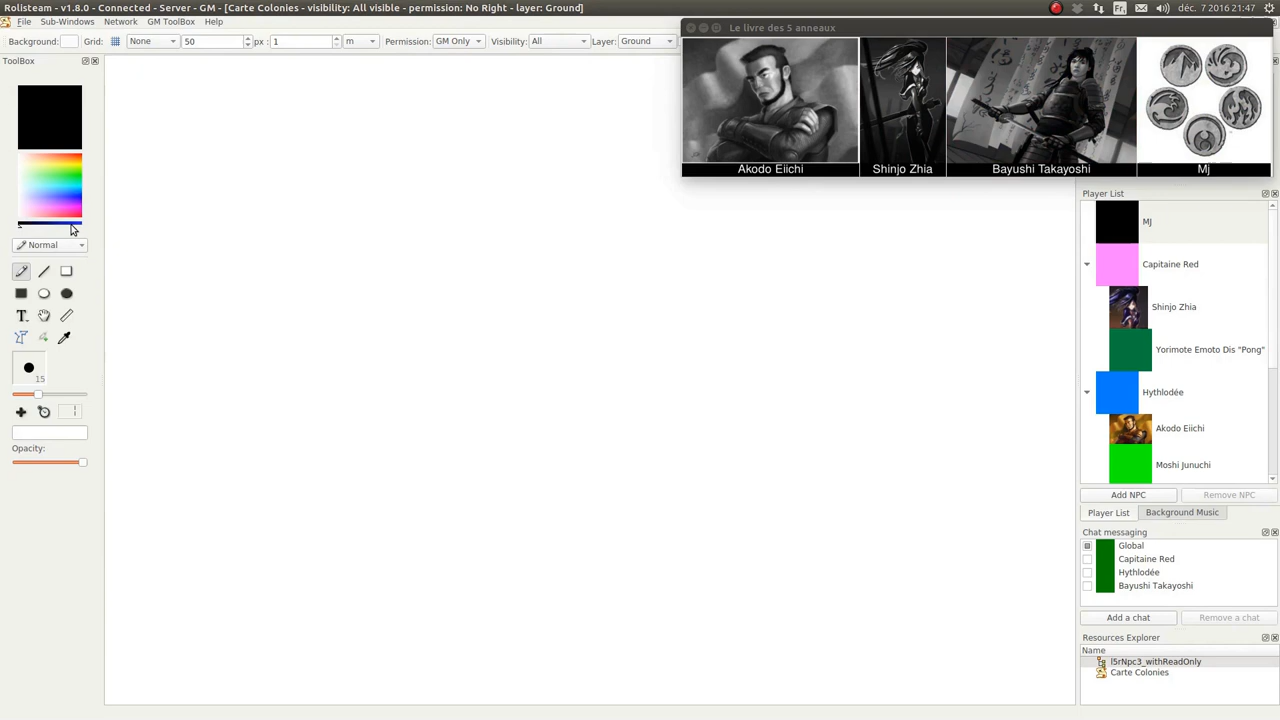 Rolisteam - v1.8.0 - Connected - Server - GM - [Carte Colonies - visibility: All visible - permission: No Right - layer: Ground]
Fr
déc. 7 2016 21:47
File Sub-Windows Network GM ToolBox Help
Background: Grid: None 50 px : 1 m Permission: GM Only Visibility: All Layer: Ground
Le livre des 5 anneaux
Akodo Eiichi Shinjo Zhia Bayushi Takayoshi Mj
ToolBox
Normal
T
15
Opacity:
Player List
MJ
Capitaine Red
Shinjo Zhia
Yorimote Emoto Dis "Pong"
Hythlodée
Akodo Eiichi
Moshi Junuchi
Add NPC Remove NPC
Player List Background Music
Chat messaging
Global
Capitaine Red
Hythlodée
Bayushi Takayoshi
Add a chat Remove a chat
Resources Explorer
Name
l5rNpc3_withReadOnly
Carte Colonies